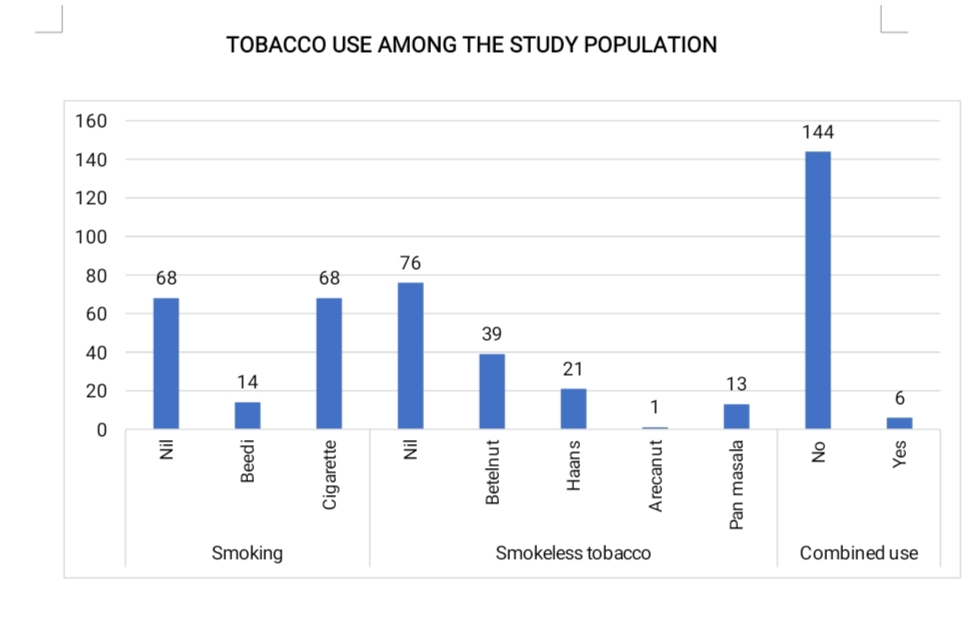 TOBACCO USE AMONG THE STUDY POPULATION
160
140
120
100
80
60
40
20
0
68
14
68
76
39
21
1
13
144
6
Nil
Beedi
Cigarette
Nil
Betelnut
Haans
Arecanut
Pan masala
No
Yes
Smoking
Smokeless tobacco
Combined use